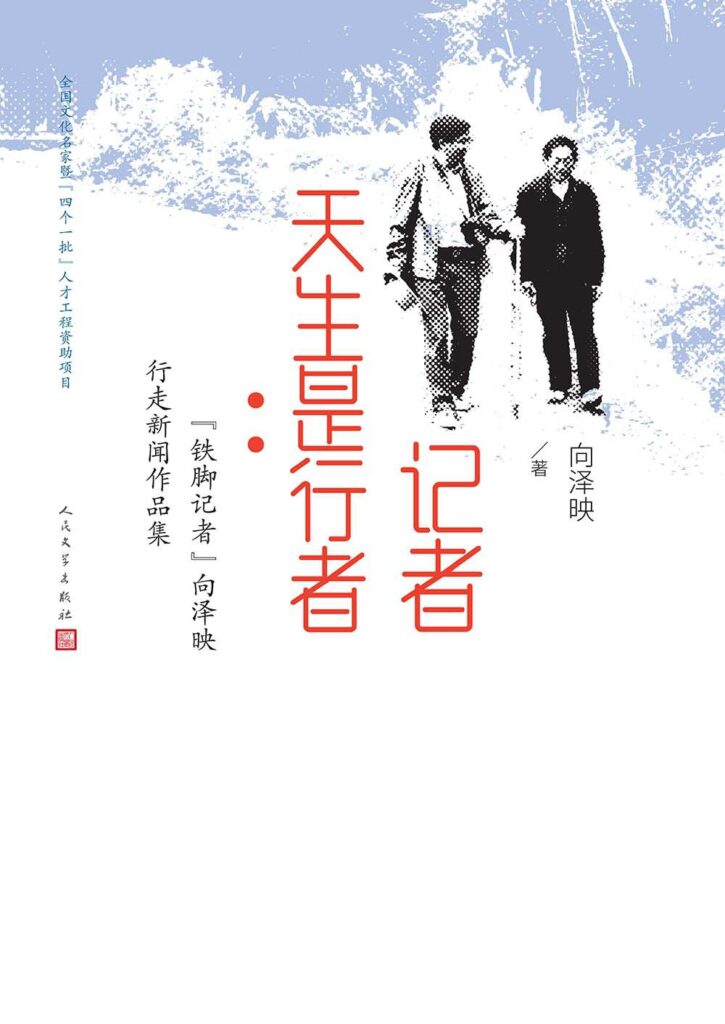 向泽映
／著
记者
天生是行者
：
『铁脚记者』向泽映
行走新闻作品集
全国文化名家暨『四个一批』人才工程资助项目
人民文学出版社